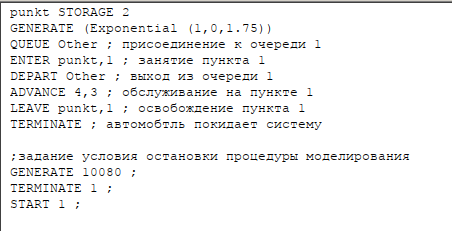 punkt STORAGE 2
GENERATE (Exponential (1,0,1.75))
QUEUE Other ; присоединение к очереди 1
ENTER punkt,1 ; занятие пункта 1
DEPART Other ; выход из очереди 1
ADVANCE 4,3 ; обслуживание на пункте 1
LEAVE punkt,1 ; освобождение пункта 1
TERMINATE ; автомобтль покидает систему
;задание условия остановки процедуры моделирования
GENERATE 10080 ;
TERMINATE 1 ;
START 1 ;